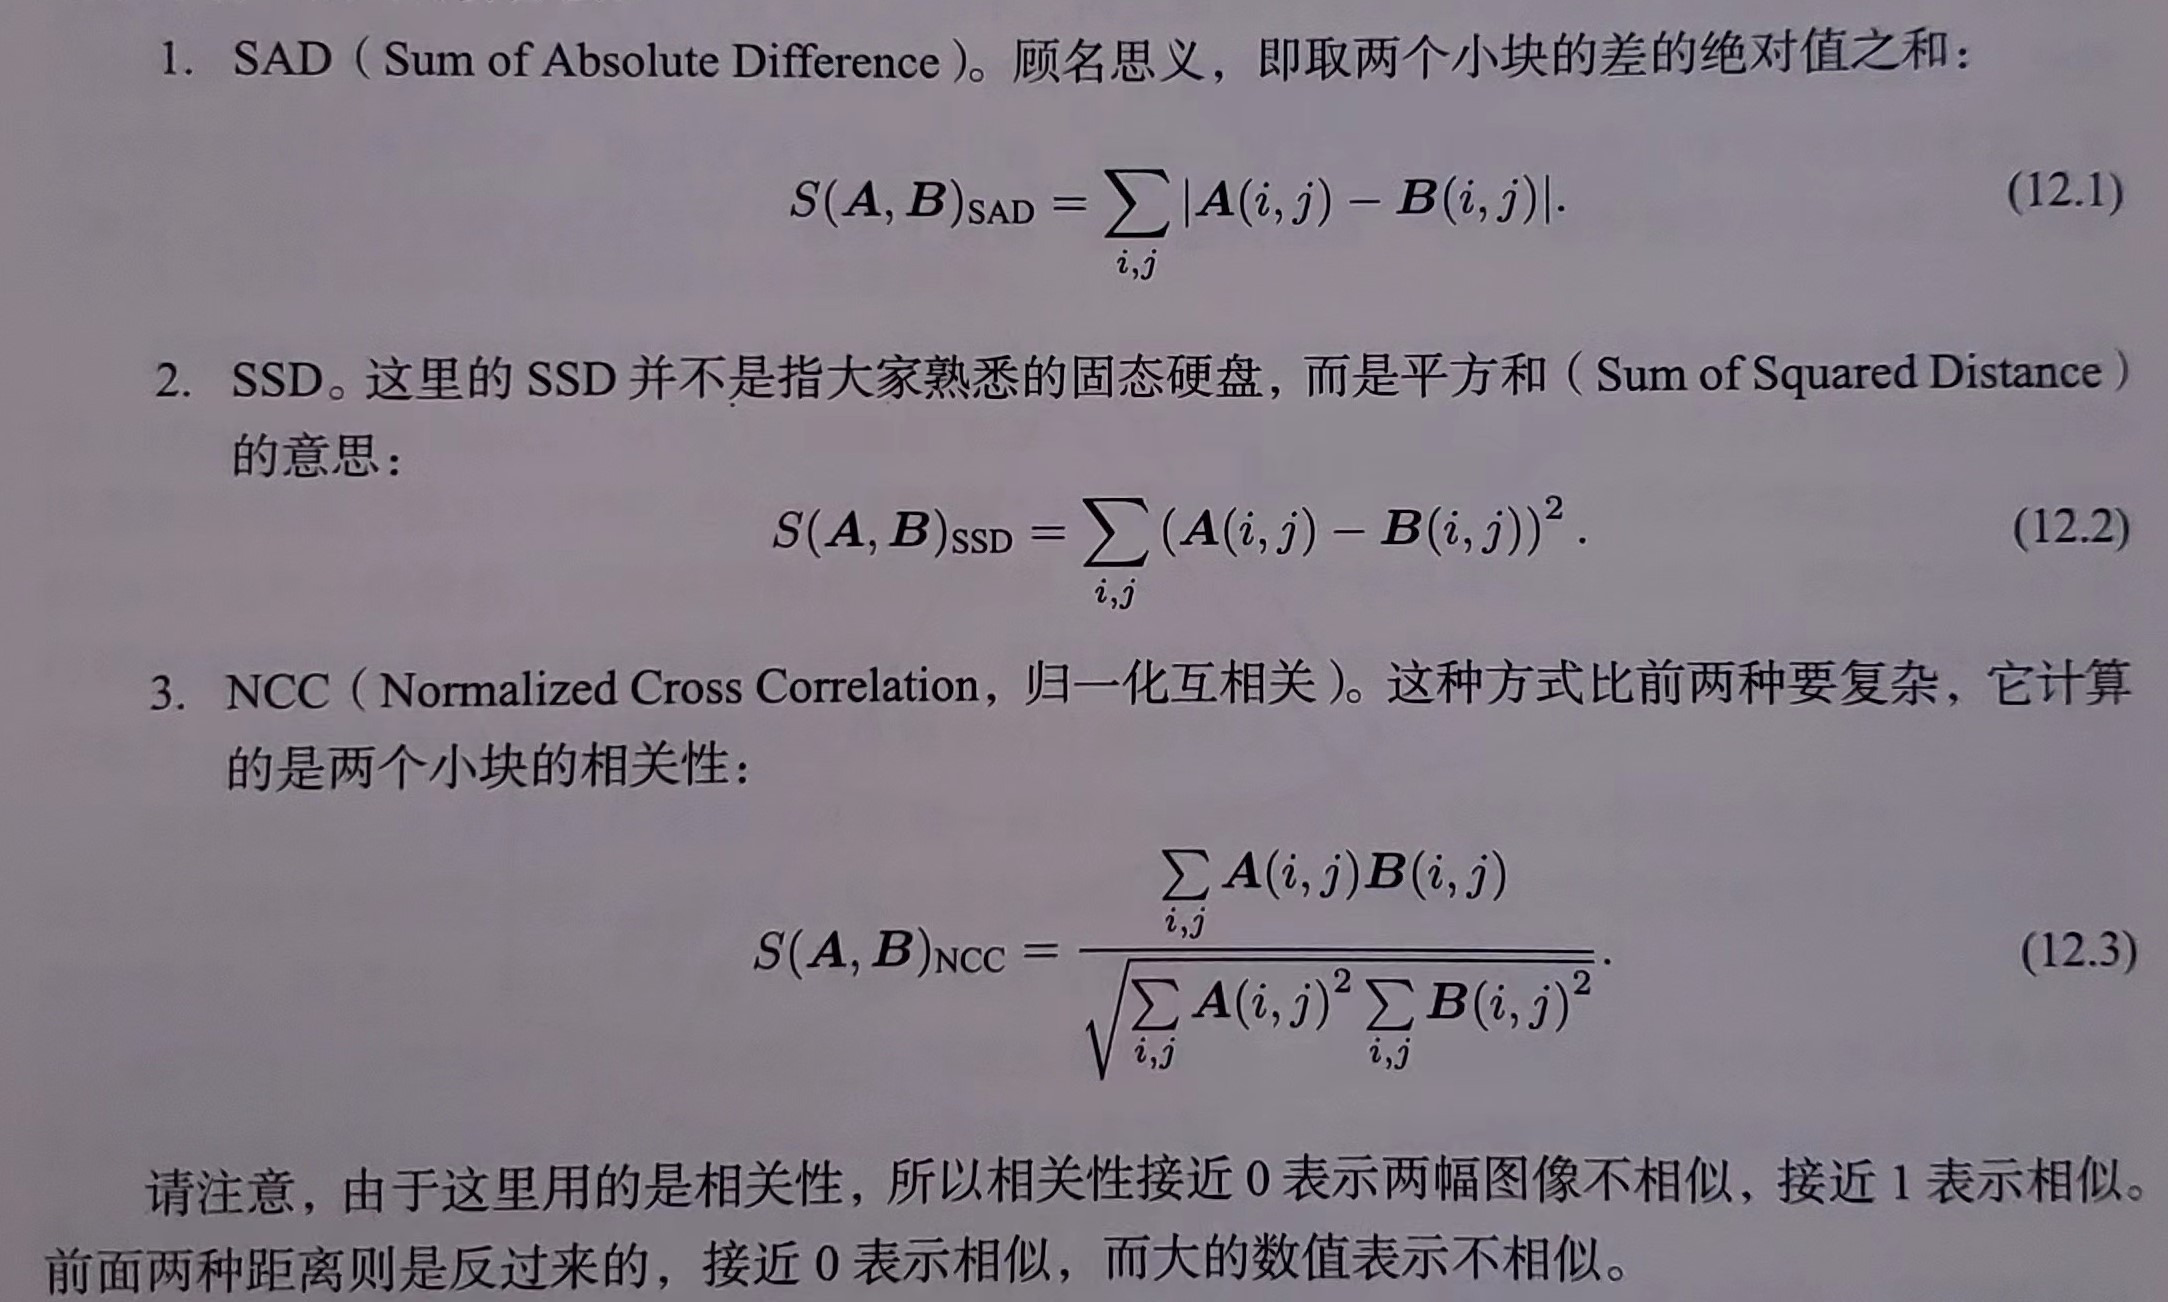 1. SAD（Sum of Absolute Difference）。顾名思义，即取两个小块的差的绝对值之和：
$S(\boldsymbol{A}, \boldsymbol{B})_{\text{SAD}} = \sum_{i,j} |\boldsymbol{A}(i,j) - \boldsymbol{B}(i,j)|.$ (12.1)
2. SSD。这里的 SSD 并不是指大家熟悉的固态硬盘，而是平方和（Sum of Squared Distance）
的意思：
$S(\boldsymbol{A}, \boldsymbol{B})_{\text{SSD}} = \sum_{i,j} (\boldsymbol{A}(i,j) - \boldsymbol{B}(i,j))^2.$ (12.2)
3. NCC（Normalized Cross Correlation，归一化互相关）。这种方式比前两种要复杂，它计算
的是两个小块的相关性：
$S(\boldsymbol{A}, \boldsymbol{B})_{\text{NCC}} = \frac{\sum_{i,j} \boldsymbol{A}(i,j)\boldsymbol{B}(i,j)}{\sqrt{\sum_{i,j} \boldsymbol{A}(i,j)^2 \sum_{i,j} \boldsymbol{B}(i,j)^2}}.$ (12.3)
请注意，由于这里用的是相关性，所以相关性接近 0 表示两幅图像不相似，接近 1 表示相似。
前面两种距离则是反过来的，接近 0 表示相似，而大的数值表示不相似。